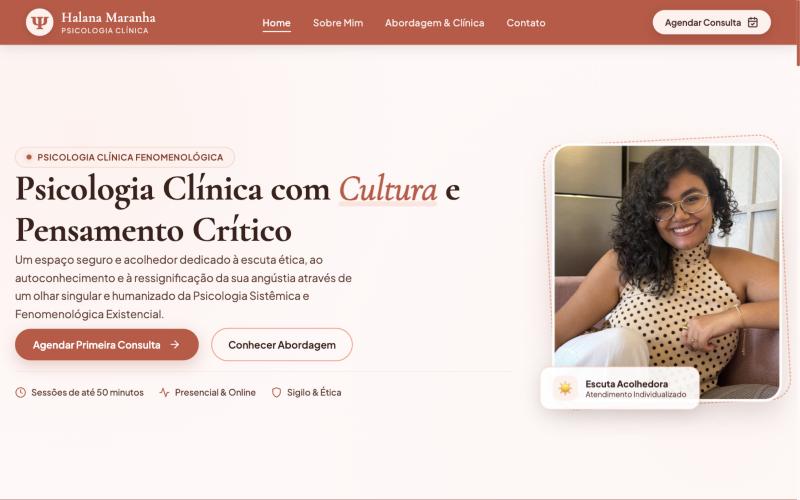 Halana Maranha
PSICOLOGIA CLÍNICA
Home
Sobre Mim
Abordagem & Clínica
Contato
Agendar Consulta
PSICOLOGIA CLÍNICA FENOMENOLÓGICA
Psicologia Clínica com Cultura e
Pensamento Crítico
Um espaço seguro e acolhedor dedicado à escuta ética, ao
autoconhecimento e à ressignificação da sua angústia através de
um olhar singular e humanizado da Psicologia Sistêmica e
Fenomenológica Existencial.
Agendar Primeira Consulta
Conhecer Abordagem
Sessões de até 50 minutos
Presencial & Online
Sigilo & Ética
Escuta Acolhedora
Atendimento Individualizado